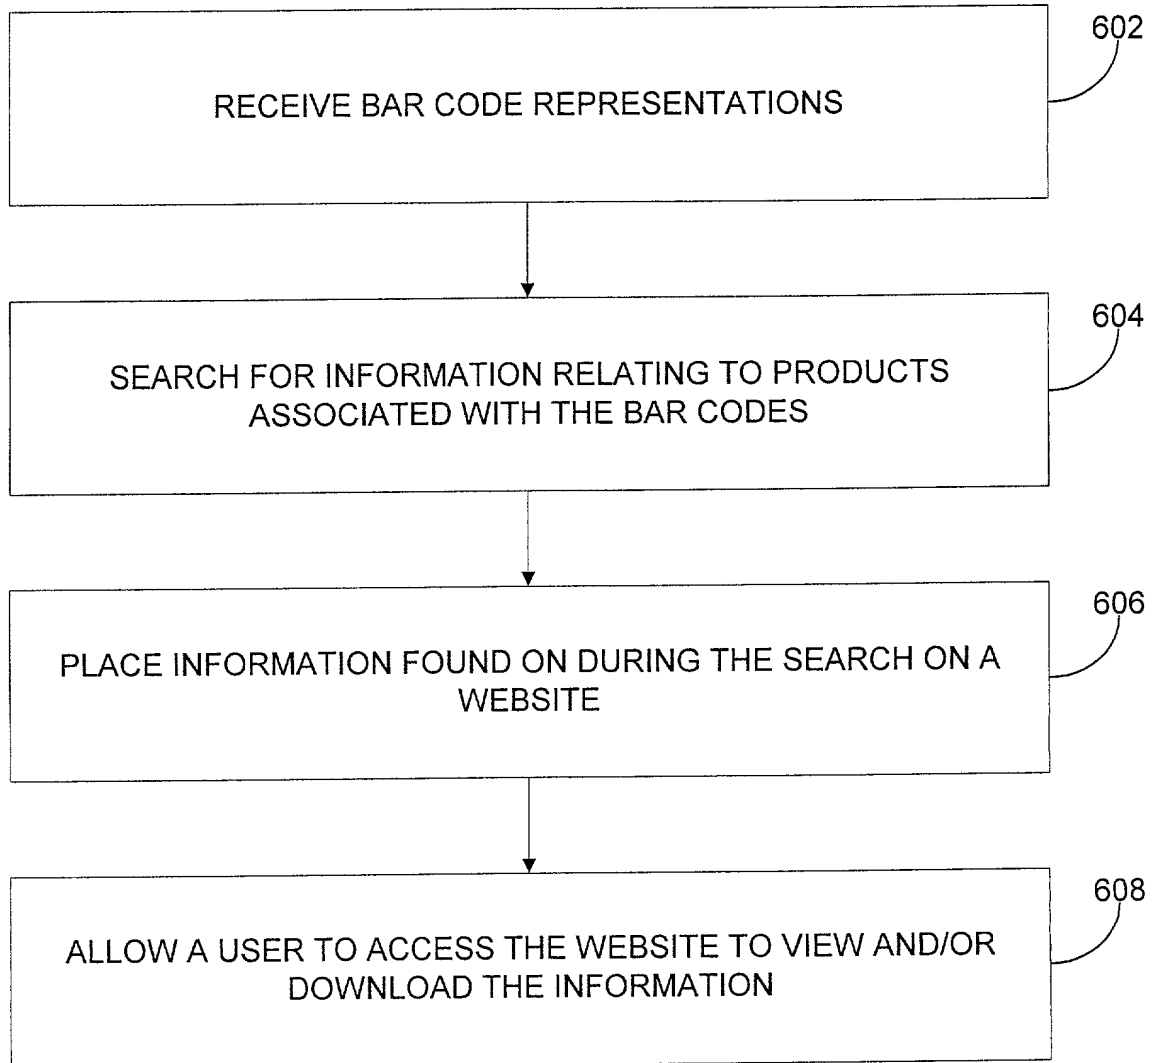 602
RECEIVE BAR CODE REPRESENTATIONS
604
SEARCH FOR INFORMATION RELATING TO PRODUCTS
ASSOCIATED WITH THE BAR CODES
606
PLACE INFORMATION FOUND ON DURING THE SEARCH ON A
WEBSITE
608
ALLOW A USER TO ACCESS THE WEBSITE TO VIEW AND/OR
DOWNLOAD THE INFORMATION